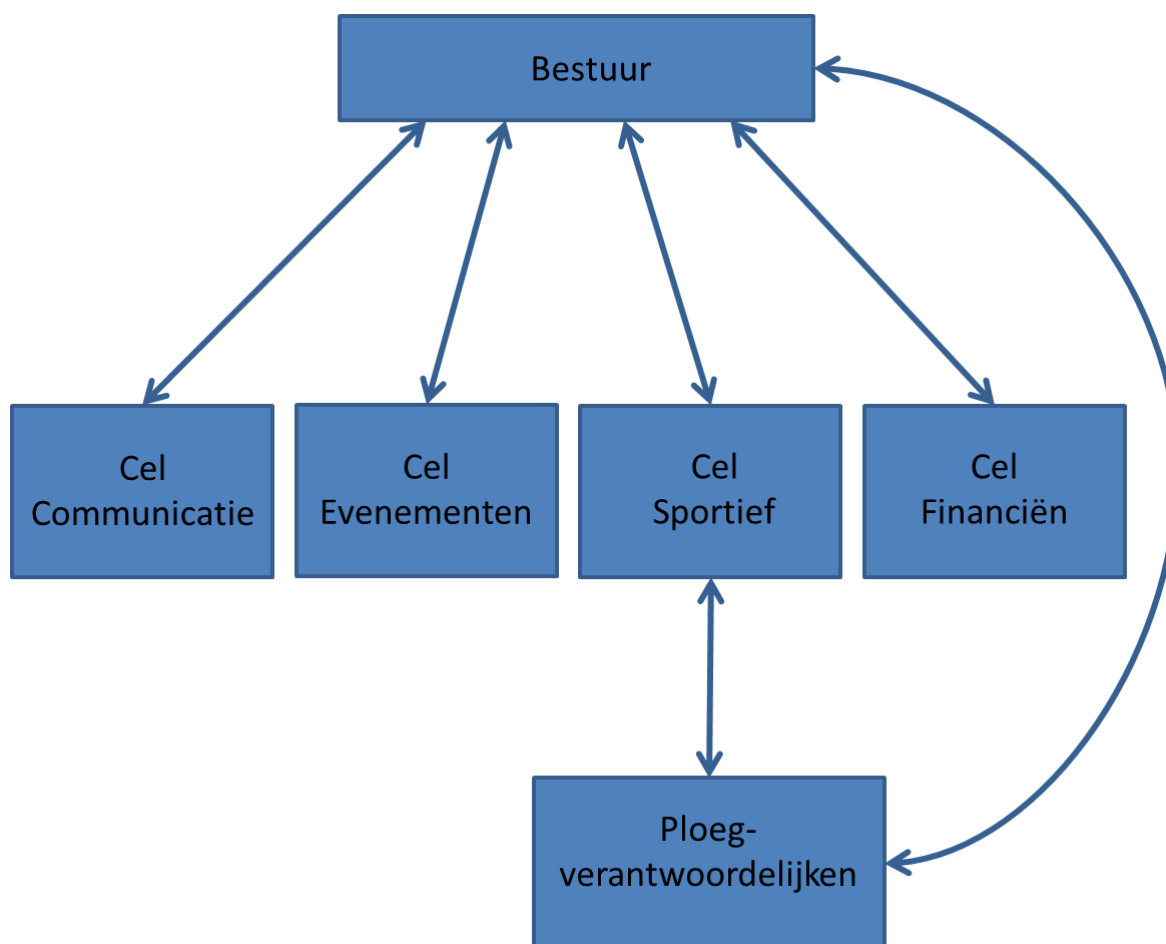 Bestuur
Cel
Communicatie
Cel
Evenementen
Cel
Sportief
Cel
Financiën
Ploeg-
verantwoordelijken